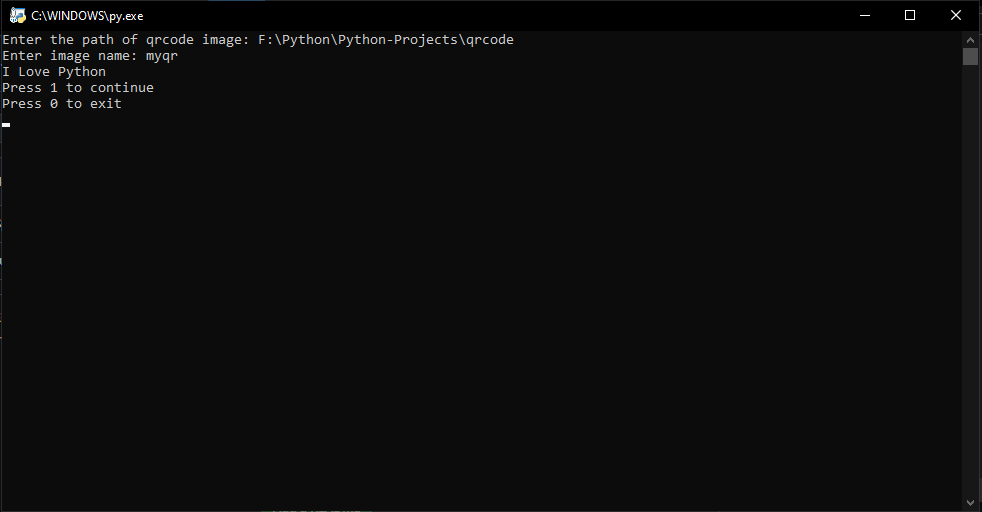 C:\WINDOWS\py.exe
Enter the path of qrcode image: F:\Python\Python-Projects\qrcode
Enter image name: myqr
I Love Python
Press 1 to continue
Press 0 to exit